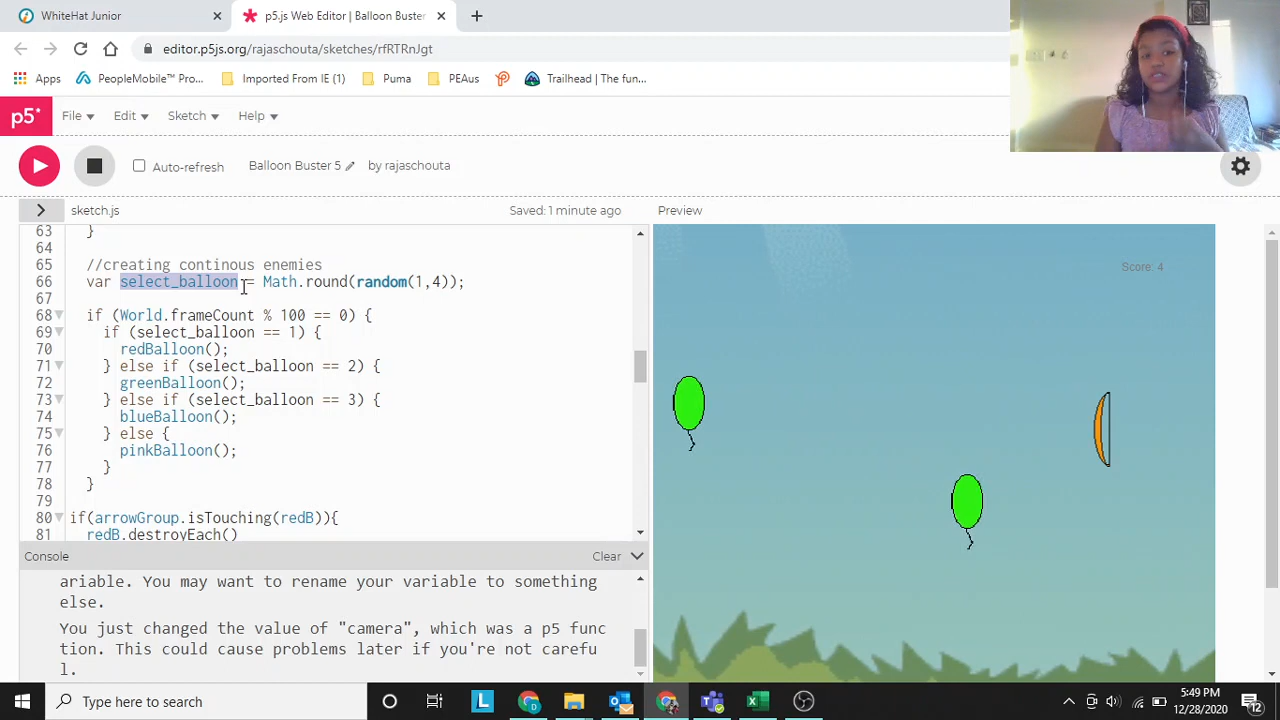 WhiteHat Junior
p5.js Web Editor | Balloon Buster
editor.p5js.org/rajaschouta/sketches/rfRTRnJgt
Apps
PeopleMobile™ Pro...
Imported From IE (1)
Puma
PEAus
Trailhead | The fun...
p5*
File
Edit
Sketch
Help
Auto-refresh
Balloon Buster 5
by rajaschouta
sketch.js
Saved: 1 minute ago
Preview
63 }
64
65 //creating continous enemies
66 var select_balloon = Math.round(random(1,4));
67
68 if (World.frameCount % 100 == 0) {
69 if (select_balloon == 1) {
70 redBalloon();
71 } else if (select_balloon == 2) {
72 greenBalloon();
73 } else if (select_balloon == 3) {
74 blueBalloon();
75 } else {
76 pinkBalloon();
77 }
78 }
79
80 if(arrowGroup.isTouching(redB)){
81 redB.destroyEach()
Score: 4
Console
Clear
ariable. You may want to rename your variable to something
else.
You just changed the value of "camera", which was a p5 func
tion. This could cause problems later if you're not carefu
l.
Type here to search
L
5:49 PM
12/28/2020
12